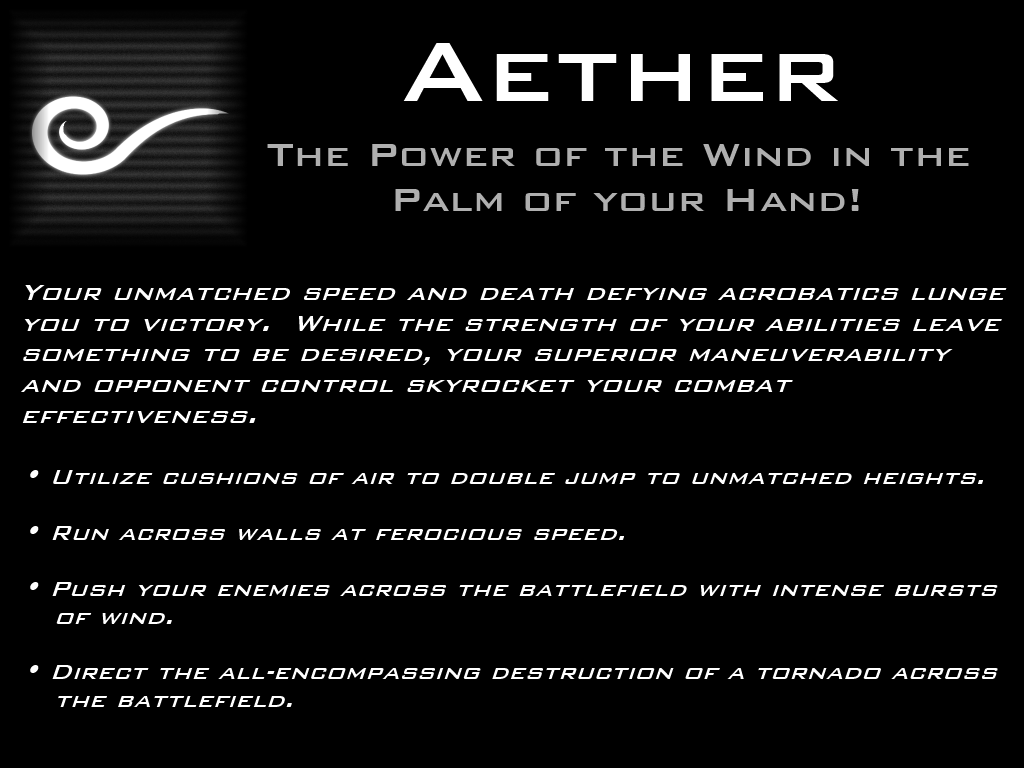 Aether
The Power of the Wind in the
Palm of your Hand!
Your unmatched speed and death defying acrobatics lunge
you to victory.  While the strength of your abilities leave
something to be desired, your superior maneuverability
and opponent control skyrocket your combat
effectiveness.
• Utilize cushions of air to double jump to unmatched heights.
• Run across walls at ferocious speed.
• Push your enemies across the battlefield with intense bursts
of wind.
• Direct the all-encompassing destruction of a tornado across
the battlefield.